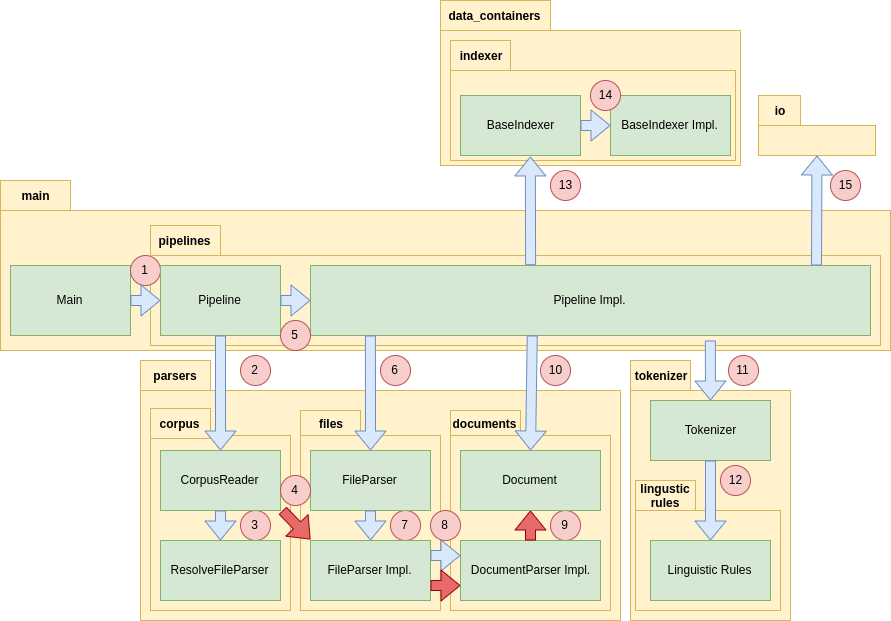 data_containers
indexer
14
BaseIndexer
BaseIndexer Impl.
io
13
15
main
pipelines
1
Main
Pipeline
Pipeline Impl.
5
2
6
10
11
parsers
tokenizer
corpus
files
documents
Tokenizer
CorpusReader
FileParser
Document
12
4
lingustic
rules
3
7
8
9
ResolveFileParser
FileParser Impl.
DocumentParser Impl.
Linguistic Rules